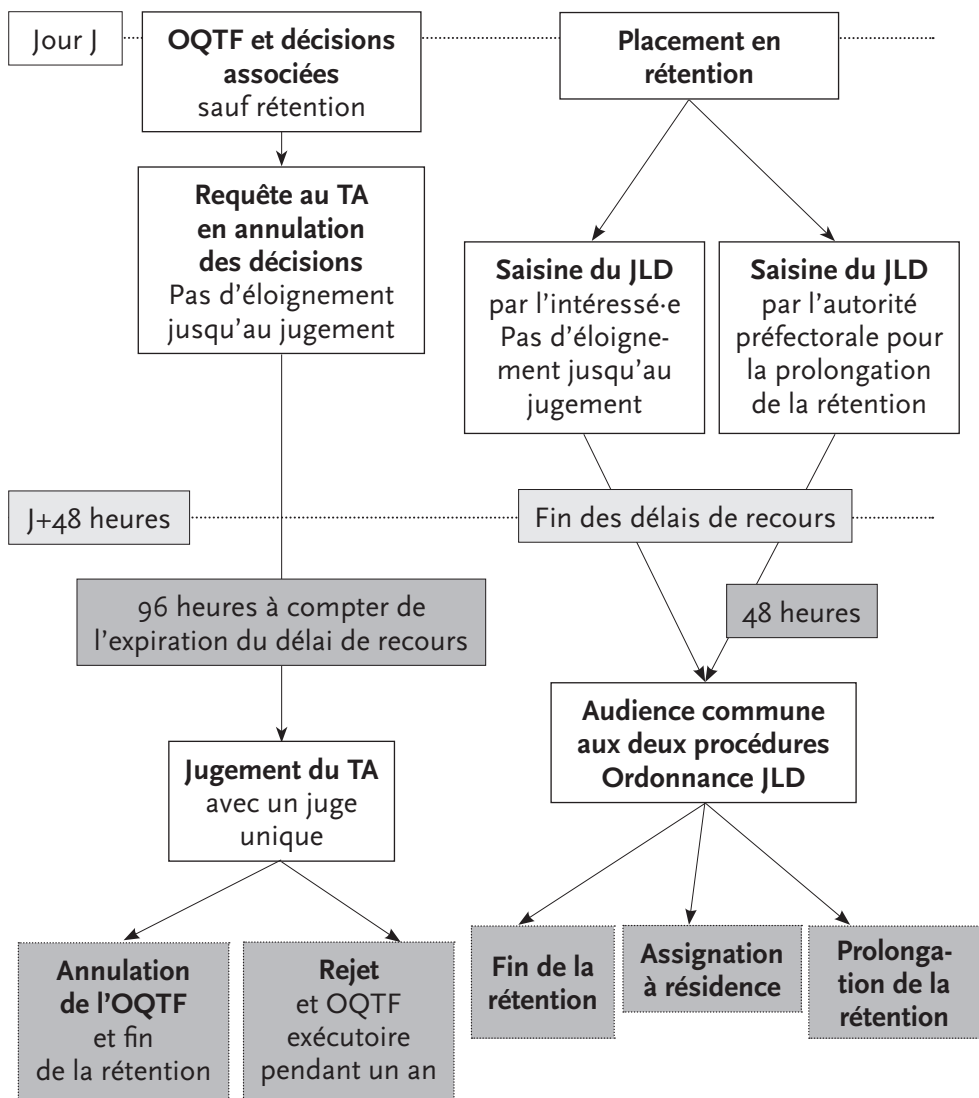 Jour J
OQTF et décisions
associées
sauf rétention
Placement en
rétention
Requête au TA
en annulation
des décisions
Pas d'éloignement
jusqu'au jugement
Saisine du JLD
par l'intéressé·e
Pas d'éloigne-
ment jusqu'au
jugement
Saisine du JLD
par l'autorité
préfectorale pour
la prolongation
de la rétention
J+48 heures
Fin des délais de recours
96 heures à compter de
l'expiration du délai de recours
48 heures
Jugement du TA
avec un juge
unique
Audience commune
aux deux procédures
Ordonnance JLD
Annulation
de l'OQTF
et fin
de la rétention
Rejet
et OQTF
exécutoire
pendant un an
Fin de la
rétention
Assignation
à résidence
Prolonga-
tion de la
rétention